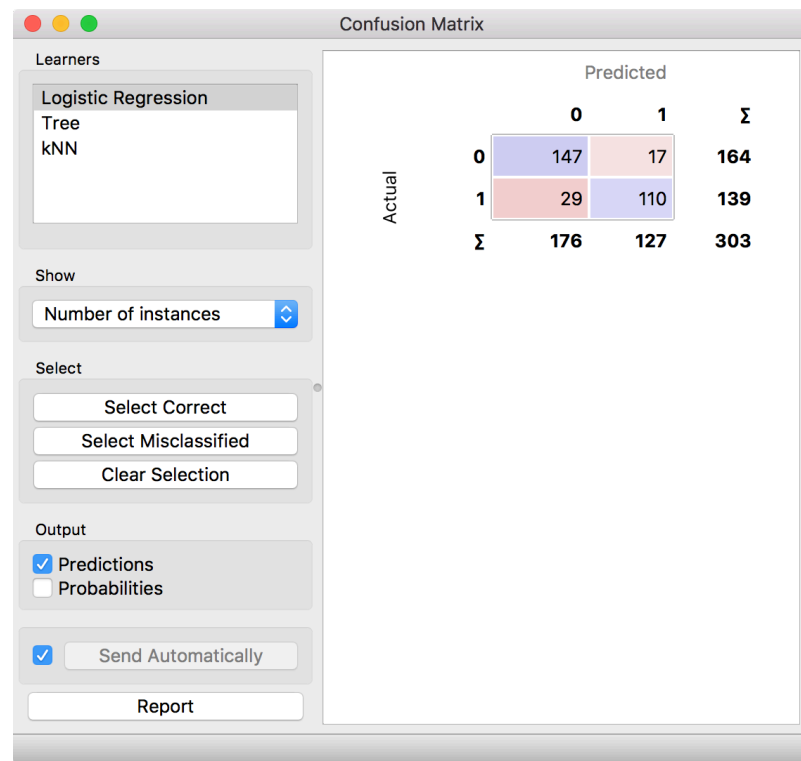 Confusion Matrix
Learners
Logistic Regression
Tree
kNN
Show
Number of instances
Select
Select Correct
Select Misclassified
Clear Selection
Output
Predictions
Probabilities
Send Automatically
Report
Predicted
0 1 Σ
Actual
0 147 17 164
1 29 110 139
Σ 176 127 303